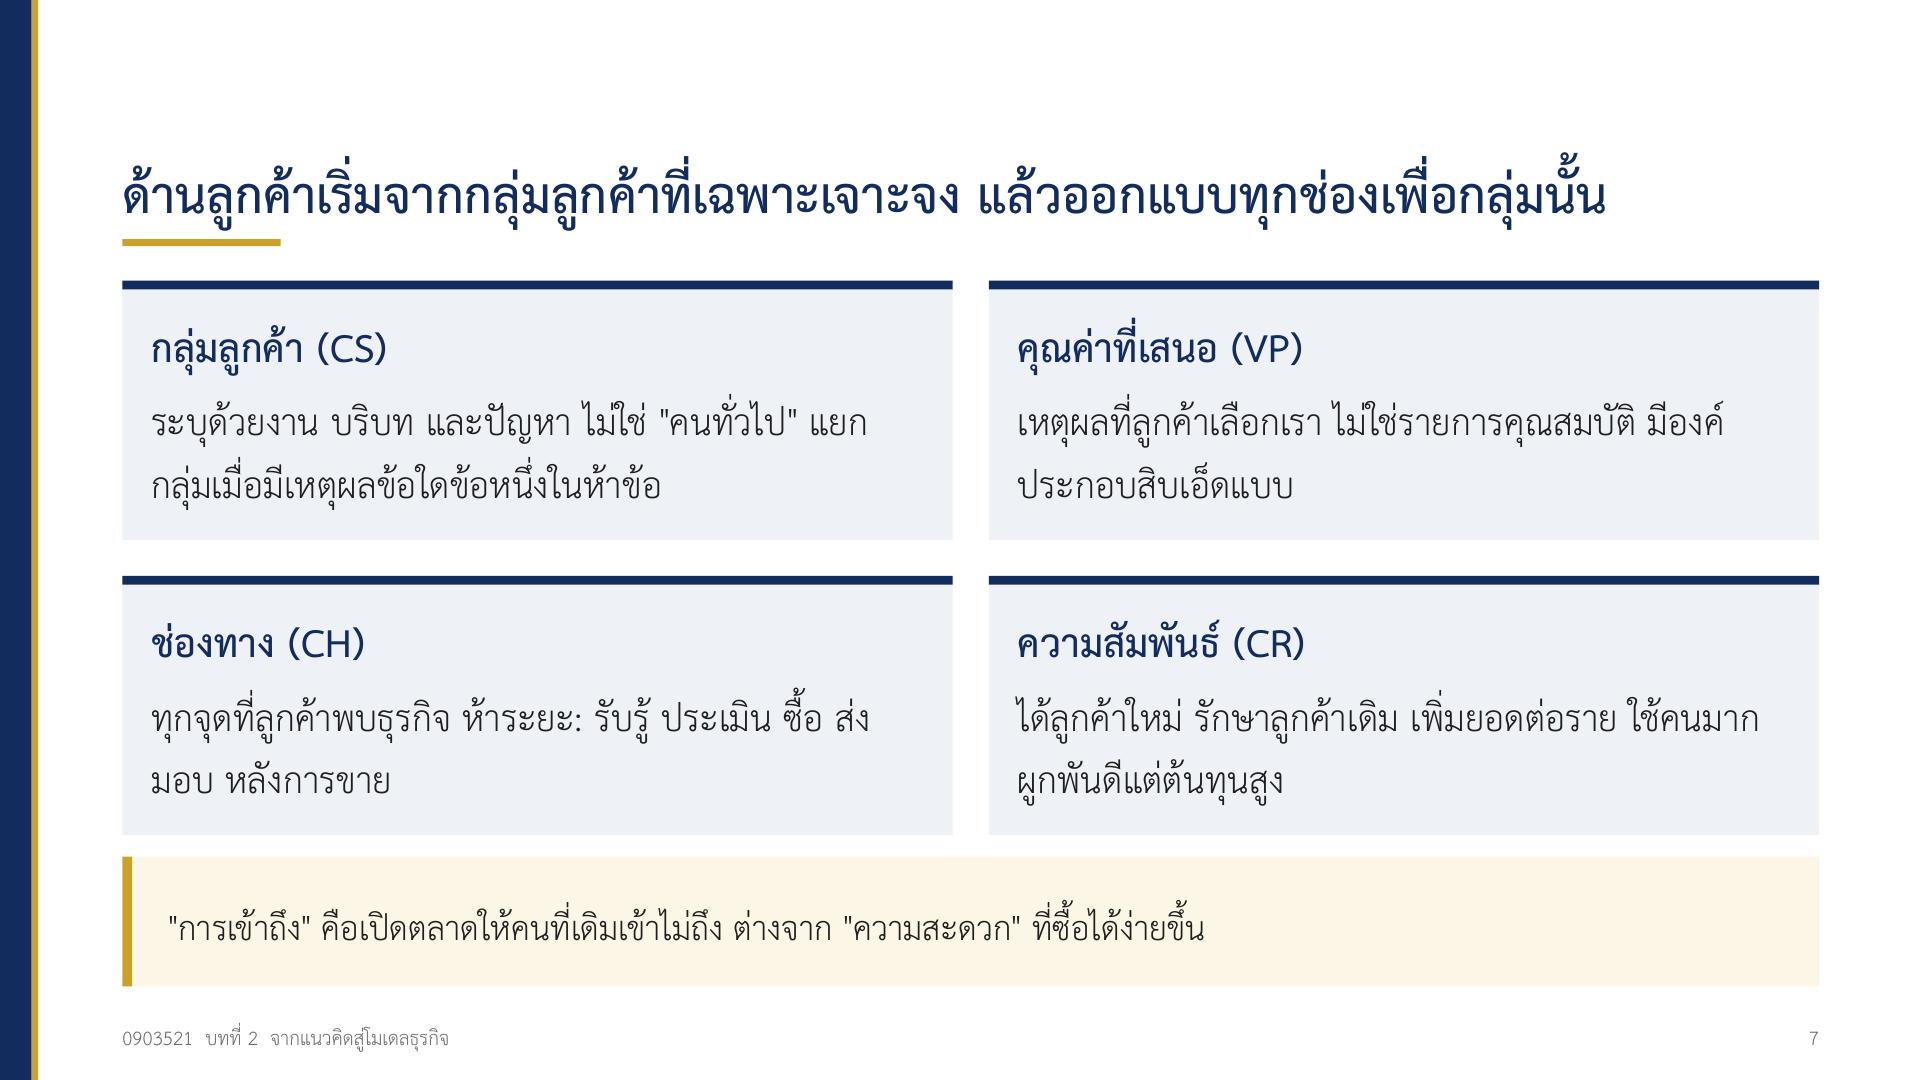 ด้านลูกค้าเริ่มจากกลุ่มลูกค้าที่เฉพาะเจาะจง แล้วออกแบบทุกช่องเพื่อกลุ่มนั้น
กลุ่มลูกค้า (CS)
ระบุด้วยงาน บริบท และปัญหา ไม่ใช่ "คนทั่วไป" แยก
กลุ่มเมื่อมีเหตุผลข้อใดข้อหนึ่งในห้าข้อ
คุณค่าที่เสนอ (VP)
เหตุผลที่ลูกค้าเลือกเรา ไม่ใช่รายการคุณสมบัติ มีองค์
ประกอบสิบเอ็ดแบบ
ช่องทาง (CH)
ทุกจุดที่ลูกค้าพบธุรกิจ ห้าระยะ: รับรู้ ประเมิน ซื้อ ส่ง
มอบ หลังการขาย
ความสัมพันธ์ (CR)
ได้ลูกค้าใหม่ รักษาลูกค้าเดิม เพิ่มยอดต่อราย ใช้คนมาก
ผูกพันดีแต่ต้นทุนสูง
"การเข้าถึง" คือเปิดตลาดให้คนที่เดิมเข้าไม่ถึง ต่างจาก "ความสะดวก" ที่ซื้อได้ง่ายขึ้น
0903521 บทที่ 2 จากแนวคิดสู่โมเดลธุรกิจ
7